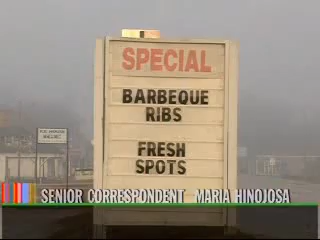 SPECIAL
BARBEQUE
RIBS
FRESH
SPOTS
SENIOR CORRESPONDENT MARIA HINOJOSA